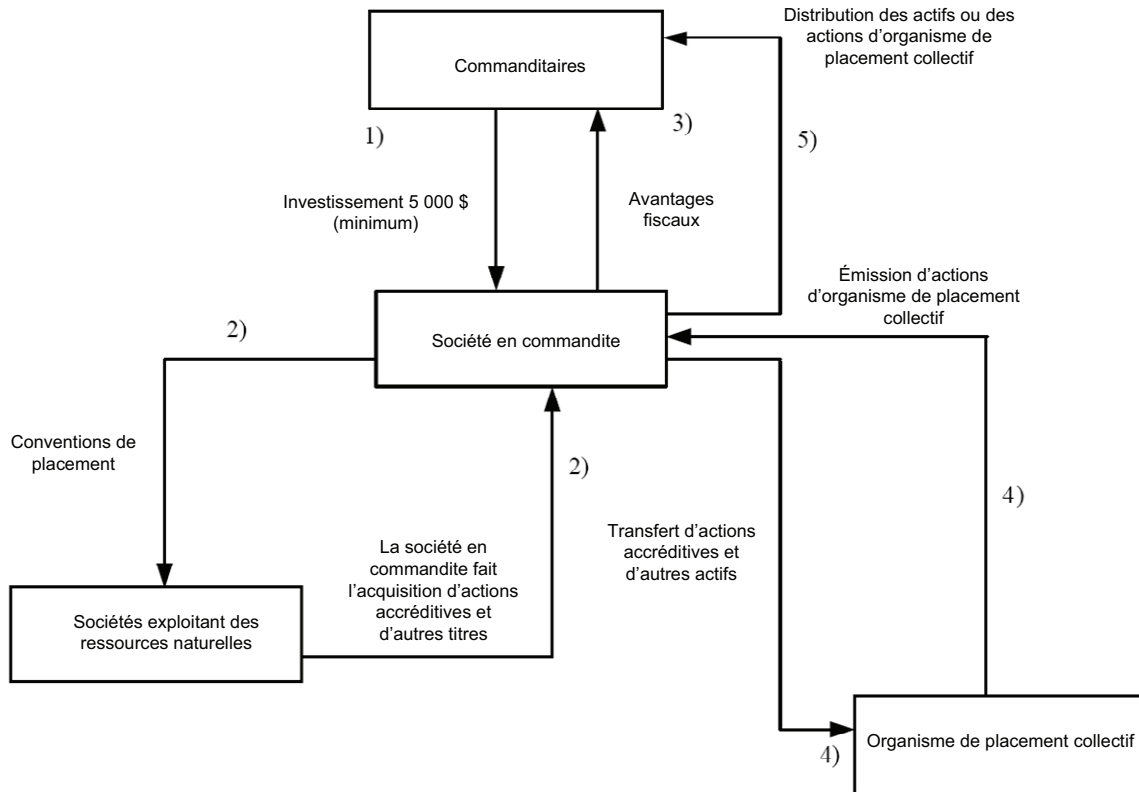 Distribution des actifs ou des
actions d’organisme de
placement collectif
Commanditaires
1)
3)
5)
Investissement 5 000 $
(minimum)
Avantages
fiscaux
Émission d’actions
d’organisme de placement
collectif
2)
Société en commandite
Conventions de
placement
2)
4)
La société en
commandite fait
l’acquisition d’actions
accréditives et
d’autres titres
Transfert d’actions
accréditives et
d’autres actifs
Sociétés exploitant des
ressources naturelles
4)
Organisme de placement collectif